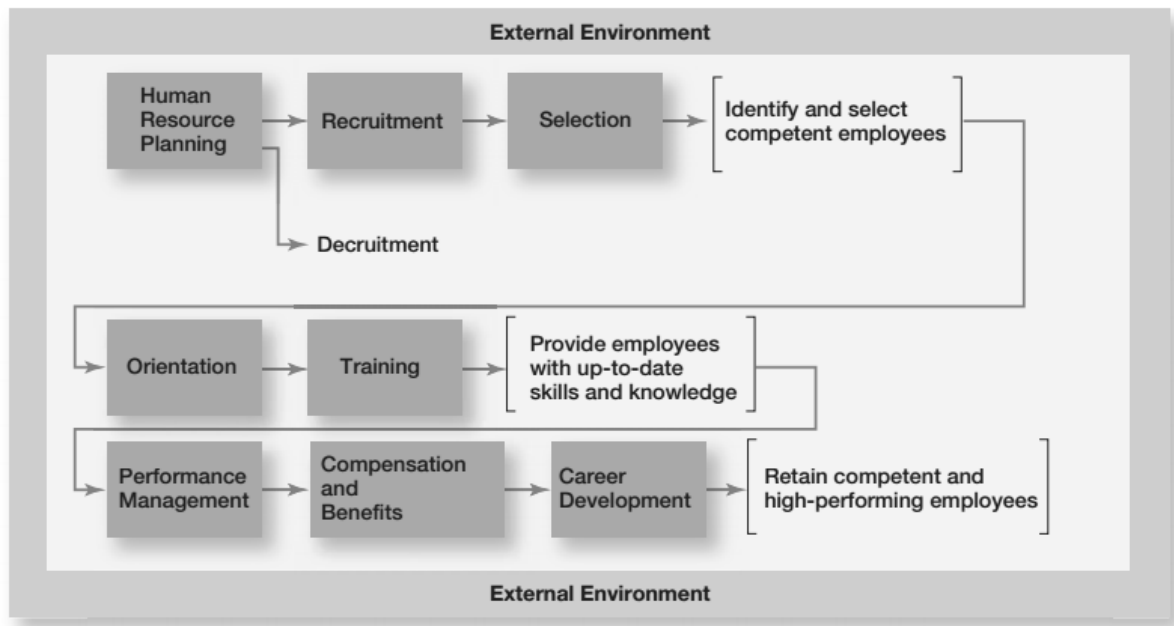 External Environment
Human
Resource
Planning
Recruitment
Selection
Identify and select
competent employees
Decruitment
Orientation
Training
Provide employees
with up-to-date
skills and knowledge
Performance
Management
Compensation
and
Benefits
Career
Development
Retain competent and
high-performing employees
External Environment